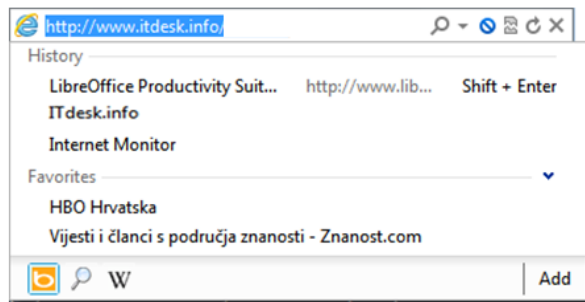 http://www.itdesk.info/
History
LibreOffice Productivity Suit... http://www.lib... Shift + Enter
ITdesk.info
Internet Monitor
Favorites
HBO Hrvatska
Vijesti i članci s područja znanosti - Znanost.com
b W Add